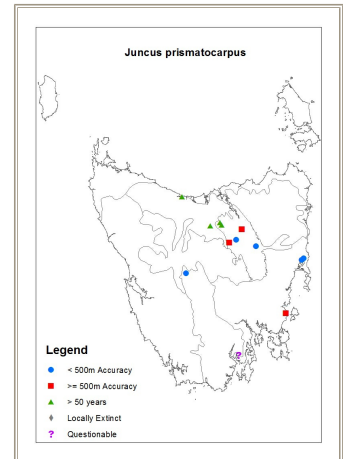 Juncus prismatocarpus
Legend
< 500m Accuracy
>= 500m Accuracy
> 50 years
Locally Extinct
? Questionable
?